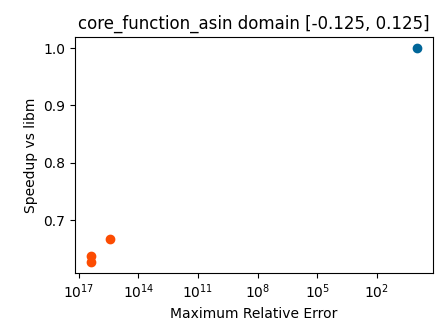 core_function_asin domain [-0.125, 0.125]
1.0
0.9
0.8
0.7
Speedup vs libm
10^17 10^14 10^11 10^8 10^5 10^2
Maximum Relative Error